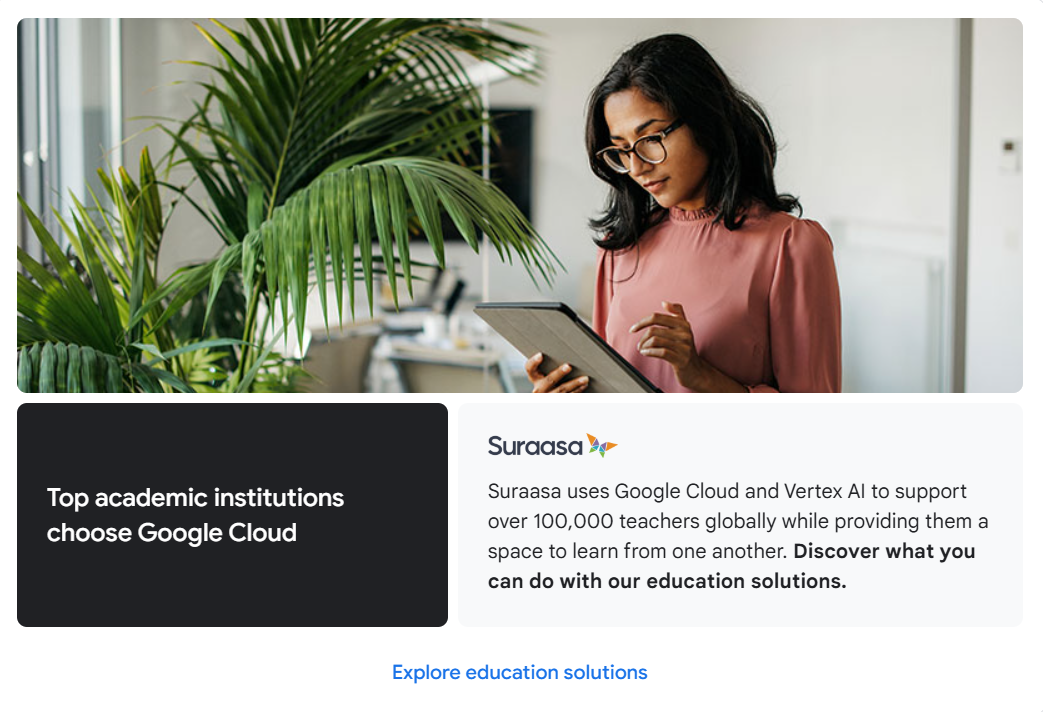 Top academic institutions
choose Google Cloud
Suraasa
Suraasa uses Google Cloud and Vertex AI to support
over 100,000 teachers globally while providing them a
space to learn from one another. Discover what you
can do with our education solutions.
Explore education solutions